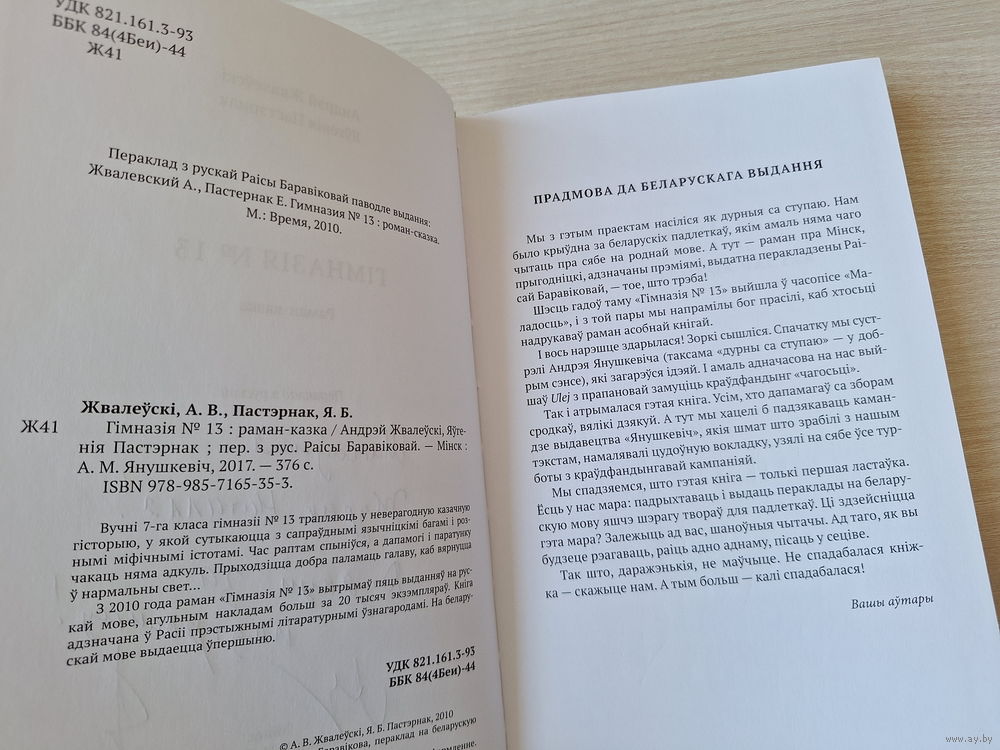 УДК 821.161.3-93
ББК 84(4Беи)-44
Ж41
Пераклад з рускай Раісы Баравіковай паводле выдання:
Жвалевский А., Пастернак Е. Гимназия № 13 : роман-сказка.
М.: Время, 2010.
Жвалеўскі, А. В., Пастэрнак, Я. Б.
Ж41
Гімназія № 13 : раман-казка / Андрэй Жвалеўскі, Яўге-
нія Пастэрнак ; пер. з рус. Раісы Баравіковай. — Мінск :
А. М. Янушкевіч, 2017. — 376 с.
ISBN 978-985-7165-35-3.
Вучні 7-га класа гімназіі № 13 трапляюць у неверагодную казачную
гісторыю, у якой сутыкаюцца з сапраўднымі язычніцкімі багамі і роз-
нымі міфічнымі істотамі. Час раптам спыніўся, а дапамогі і паратунку
чакаць няма адкуль. Прыходзіцца добра паламаць галаву, каб вярнуцца
ў нармальны свет…
З 2010 года раман «Гімназія № 13» вытрымаў пяць выданняў на рус-
кай мове, агульным накладам больш за 20 тысяч экзэмпляраў. Кніга
адзначана ў Расіі прэстыжнымі літаратурнымі ўзнагародамі. На белару-
скай мове выдаецца ўпершыню.
УДК 821.161.3-93
ББК 84(4Беи)-44
© А. В. Жвалеўскі, Я. Б. Пастэрнак, 2010
Баравікова, пераклад на беларускую
ПРАДМОВА ДА БЕЛАРУСКАГА ВЫДАННЯ
Мы з гэтым праектам насіліся як дурныя са ступаю. Нам
было крыўдна за беларускіх падлеткаў, якім амаль няма чаго
чытаць пра сябе на роднай мове. А тут — раман пра Мінск,
прыгодніцкі, адзначаны прэміямі, выдатна перакладзены Раі-
сай Баравіковай, — тое, што трэба!
Шэсць гадоў таму «Гімназія № 13» выйшла ў часопісе «Ма-
ладосць», і з той пары мы напрамілы бог прасілі, каб хтосьці
надрукаваў раман асобнай кнігай.
І вось нарэшце здарылася! Зоркі сышліся. Спачатку мы суст-
рэлі Андрэя Янушкевіча (таксама «дурны са ступаю» — у доб-
рым сэнсе), які загарэўся ідэяй. І амаль адначасова на нас вый-
шаў Ulej з прапановай замуціць краўдфандынг «чагосьці».
Так і атрымалася гэтая кніга. Усім, хто дапамагаў са зборам
сродкаў, вялікі дзякуй. А тут мы хацелі б падзякаваць каман-
дзе выдавецтва «Янушкевіч», якія шмат што зрабілі з нашым
тэкстам, намалявалі цудоўную вокладку, узялі на сябе ўсе тур-
боты з краўдфандынгавай кампаніяй.
Мы спадзяемся, што гэтая кніга — толькі першая ластаўка.
Ёсць у нас мара: падрыхтаваць і выдаць пераклады на белару-
скую мову яшчэ шэрагу твораў для падлеткаў. Ці здзейсніцца
гэта мара? Залежыць ад вас, шаноўныя чытачы. Ад таго, як вы
будзеце рэагаваць, раіць адно аднаму, пісаць у сеціве.
Так што, даражэнькія, не маўчыце. Не спадабалася кніж-
ка — скажыце нам. А тым больш — калі спадабалася!
Вашы аўтары
www.ay.by